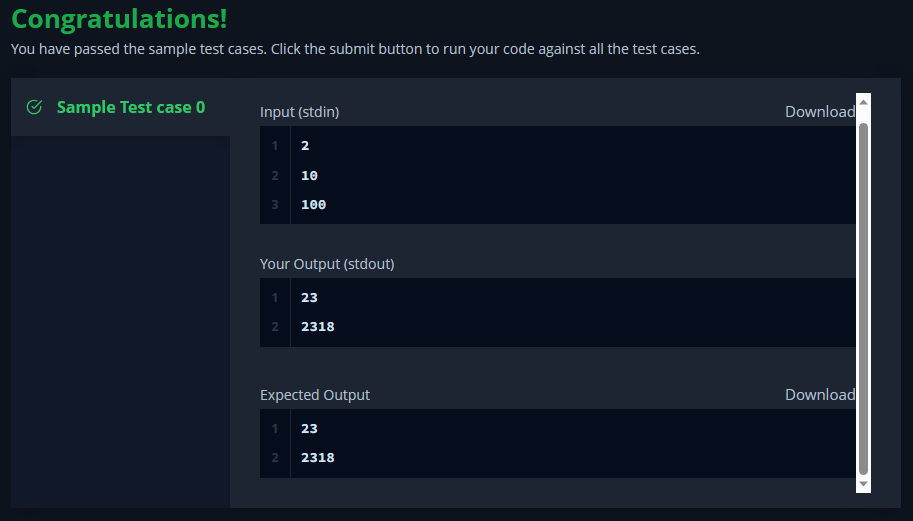 Congratulations!
You have passed the sample test cases. Click the submit button to run your code against all the test cases.
Sample Test case 0
Input (stdin)
Download
1 2
2 10
3 100
Your Output (stdout)
1 23
2 2318
Expected Output
Download
1 23
2 2318